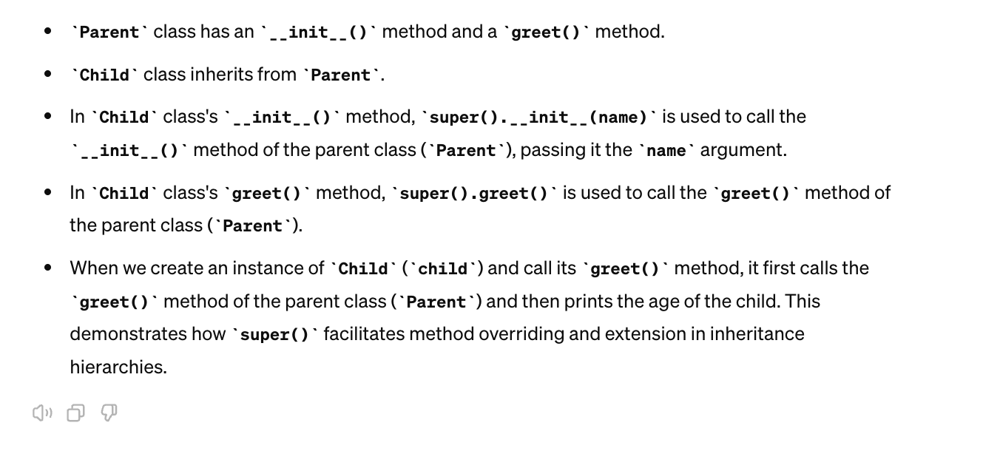 • `Parent` class has an `__init__()` method and a `greet()` method.
• `Child` class inherits from `Parent`.
• In `Child` class's `__init__()` method, `super().__init__(name)` is used to call the
`__init__()` method of the parent class (`Parent`), passing it the `name` argument.
• In `Child` class's `greet()` method, `super().greet()` is used to call the `greet()` method of
the parent class (`Parent`).
• When we create an instance of `Child` (`child`) and call its `greet()` method, it first calls the
`greet()` method of the parent class (`Parent`) and then prints the age of the child. This
demonstrates how `super()` facilitates method overriding and extension in inheritance
hierarchies.